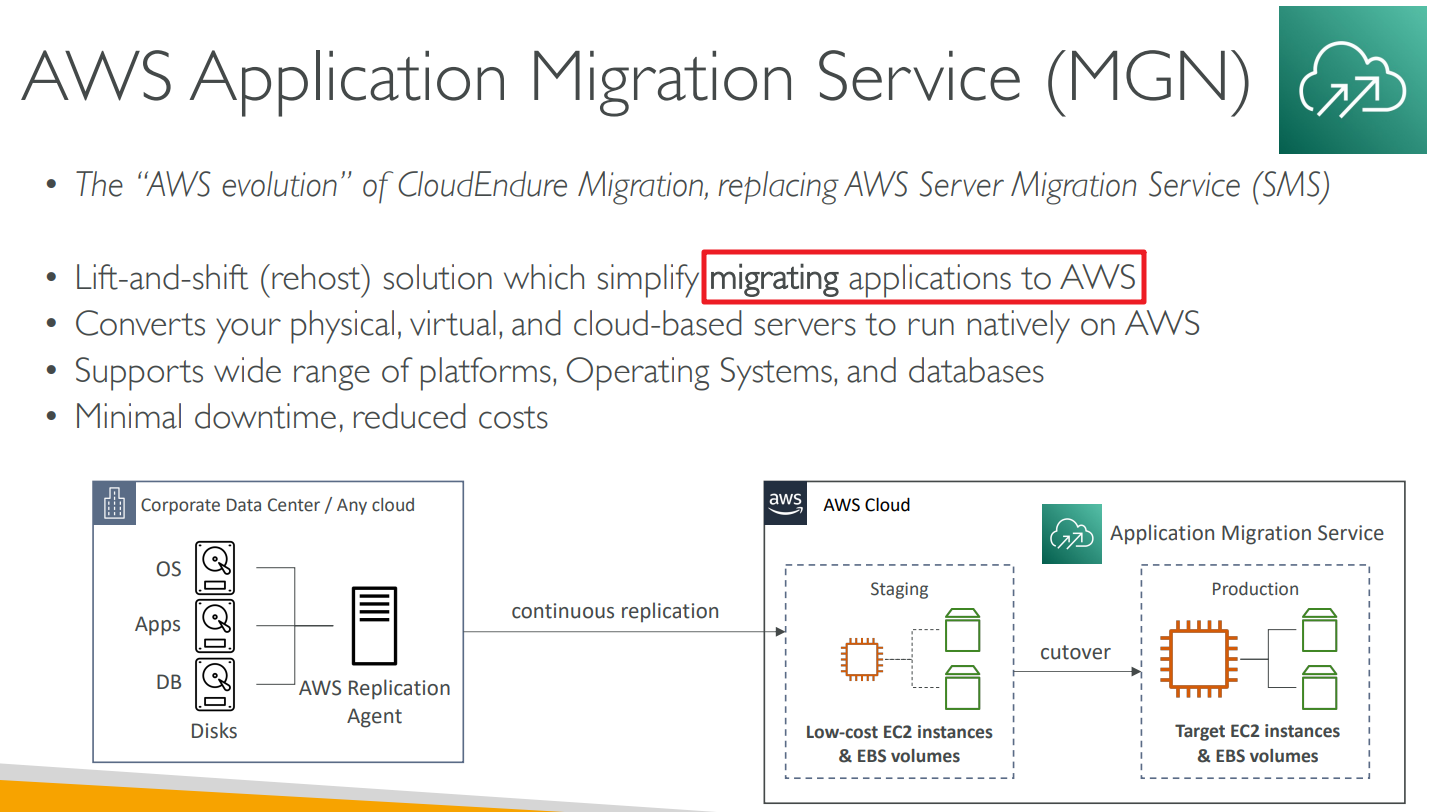 AWS Application Migration Service (MGN)
• The “AWS evolution” of CloudEndure Migration, replacing AWS Server Migration Service (SMS)
• Lift-and-shift (rehost) solution which simplify migrating applications to AWS
• Converts your physical, virtual, and cloud-based servers to run natively on AWS
• Supports wide range of platforms, Operating Systems, and databases
• Minimal downtime, reduced costs
Corporate Data Center / Any cloud
OS
Apps
DB
Disks
AWS Replication
Agent
continuous replication
aws
AWS Cloud
Application Migration Service
Staging
Low-cost EC2 instances
& EBS volumes
cutover
Production
Target EC2 instances
& EBS volumes